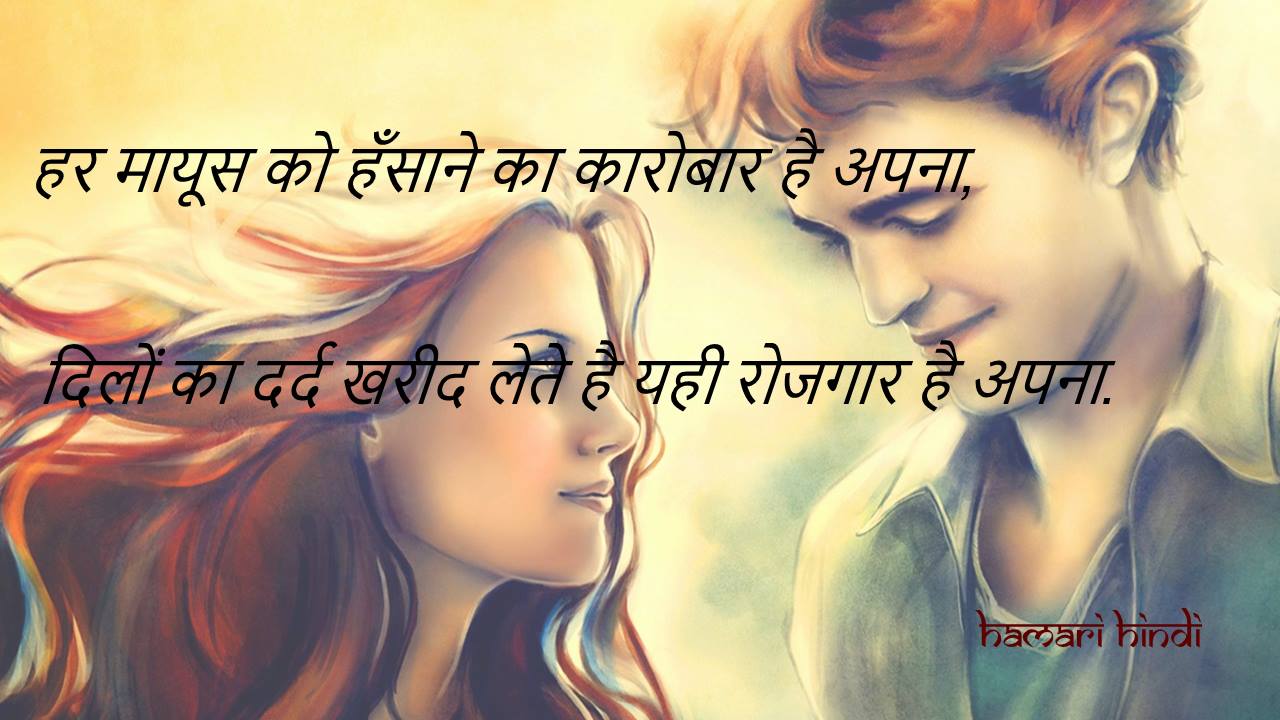 हर मायूस को हँसाने का कारोबार है अपना,
दिलों का दर्द खरीद लेते है यही रोजगार है अपना.
hamari hindi